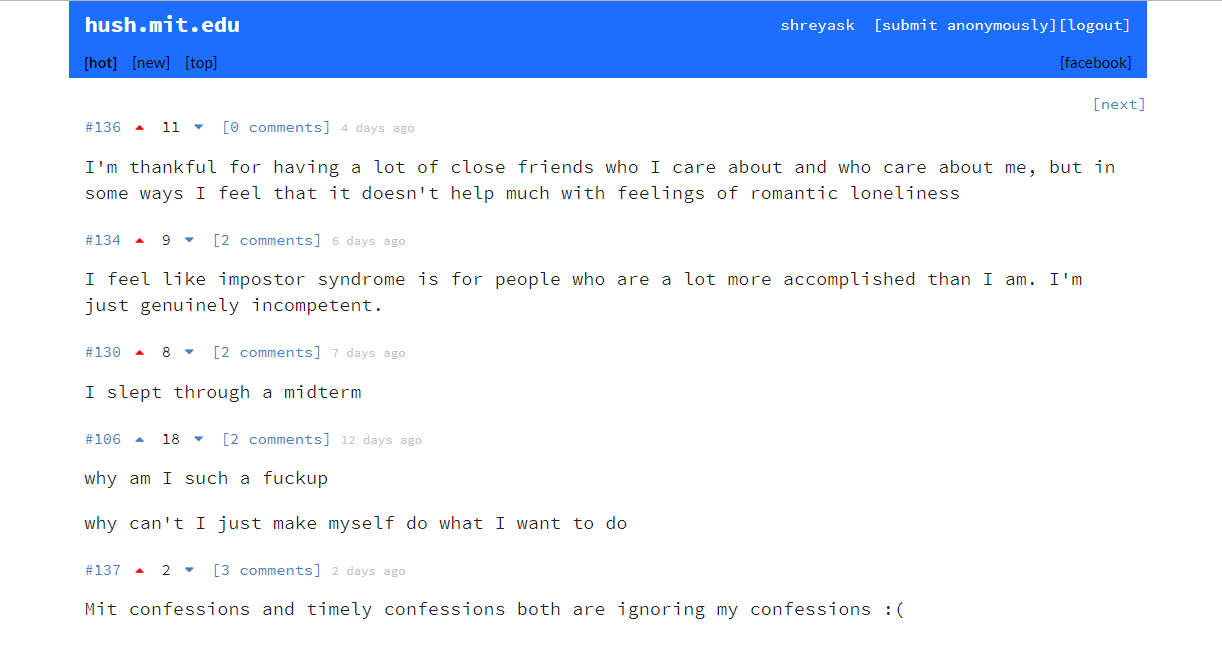 hush.mit.edu shreyask [submit anonymously][logout]
[hot] [new] [top] [facebook]
[next]
#136 11 [0 comments] 4 days ago
I'm thankful for having a lot of close friends who I care about and who care about me, but in
some ways I feel that it doesn't help much with feelings of romantic loneliness
#134 9 [2 comments] 6 days ago
I feel like impostor syndrome is for people who are a lot more accomplished than I am. I'm
just genuinely incompetent.
#130 8 [2 comments] 7 days ago
I slept through a midterm
#106 18 [2 comments] 12 days ago
why am I such a fuckup
why can't I just make myself do what I want to do
#137 2 [3 comments] 2 days ago
Mit confessions and timely confessions both are ignoring my confessions :(